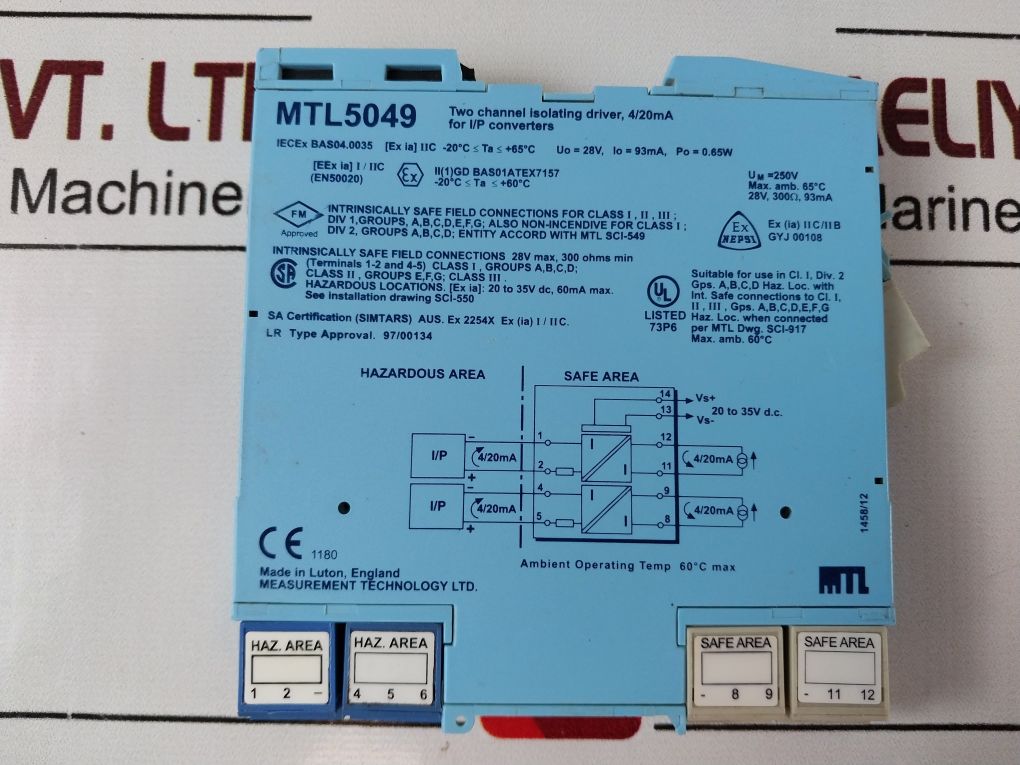 VT. LT
AELIY
Machine
Marine
MTL5049
Two channel isolating driver, 4/20mA
for I/P converters
IECEx BAS04.0035 [Ex ia] IIC -20°C ≤ Ta ≤ +65°C Uo = 28V, Io = 93mA, Po = 0.65W
[EEx ia] I / IIC
(EN50020)
Ex
II(1)GD BAS01ATEX7157
-20°C ≤ Ta ≤ +60°C
UM =250V
Max. amb. 65°C
28V, 300Ω, 93mA
FM
Approved
INTRINSICALLY SAFE FIELD CONNECTIONS FOR CLASS I, II, III ;
DIV 1,GROUPS, A,B,C,D,E,F,G; ALSO NON-INCENDIVE FOR CLASS I ;
DIV 2, GROUPS, A,B,C,D; ENTITY ACCORD WITH MTL SCI-549
Ex
NEPSI
Ex (ia) IIC/IIB
GYJ 00108
INTRINSICALLY SAFE FIELD CONNECTIONS 28V max, 300 ohms min
(Terminals 1-2 and 4-5) CLASS I, GROUPS A,B,C,D;
CLASS II, GROUPS E,F,G; CLASS III
HAZARDOUS LOCATIONS. [Ex ia]: 20 to 35V dc, 60mA max.
See installation drawing SCI-550
SA
UL
LISTED
73P6
Suitable for use in Cl. I, Div. 2
Gps. A,B,C,D Haz. Loc. with
Int. Safe connections to Cl. I,
II, III, Gps. A,B,C,D,E,F,G
Haz. Loc. when connected
per MTL Dwg. SCI-917
Max. amb. 60°C
SA Certification (SIMTARS) AUS. Ex 2254X Ex (ia) I / IIC.
LR Type Approval. 97/00134
HAZARDOUS AREA
SAFE AREA
14 Vs+
13 Vs-
20 to 35V d.c.
I/P - + 4/20mA 1 2 I I 12 11 4/20mA
I/P - + 4/20mA 4 5 I I 9 8 4/20mA
1458/12
CE 1180
Ambient Operating Temp 60°C max
Made in Luton, England
MEASUREMENT TECHNOLOGY LTD.
MTL
HAZ. AREA
1 2 –
HAZ. AREA
4 5 6
SAFE AREA
- 8 9
SAFE AREA
- 11 12